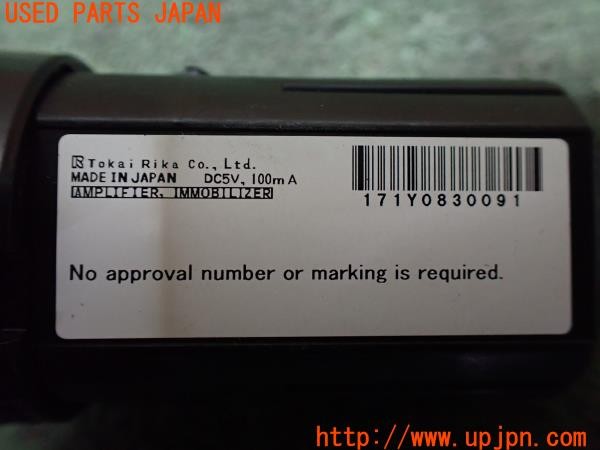 USED PARTS JAPAN
Tokai Rika Co., Ltd.
MADE IN JAPAN DC5V, 100mA
AMPLIFIER, IMMOBILIZER
171Y0830091
No approval number or marking is required.
UPJ
http://www.upjpn.com/